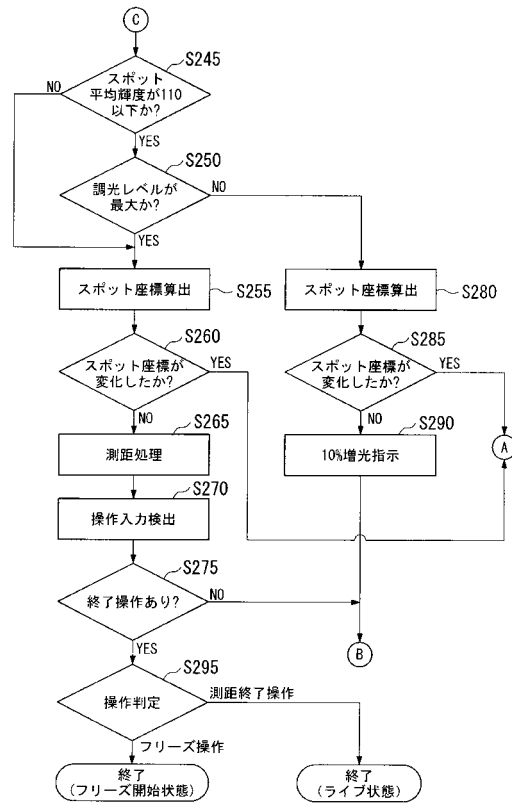 C
S245
スポット
平均輝度が110
以下か?
NO
YES
S250
調光レベルが
最大か?
NO
YES
スポット座標算出
S255
スポット座標算出
S280
S260
スポット座標が
変化したか?
YES
NO
S285
スポット座標が
変化したか?
YES
NO
S265
測距処理
S290
10%増光指示
A
S270
操作入力検出
S275
終了操作あり?
NO
YES
B
S295
操作判定
測距終了操作
フリーズ操作
終了
(フリーズ開始状態)
終了
(ライブ状態)